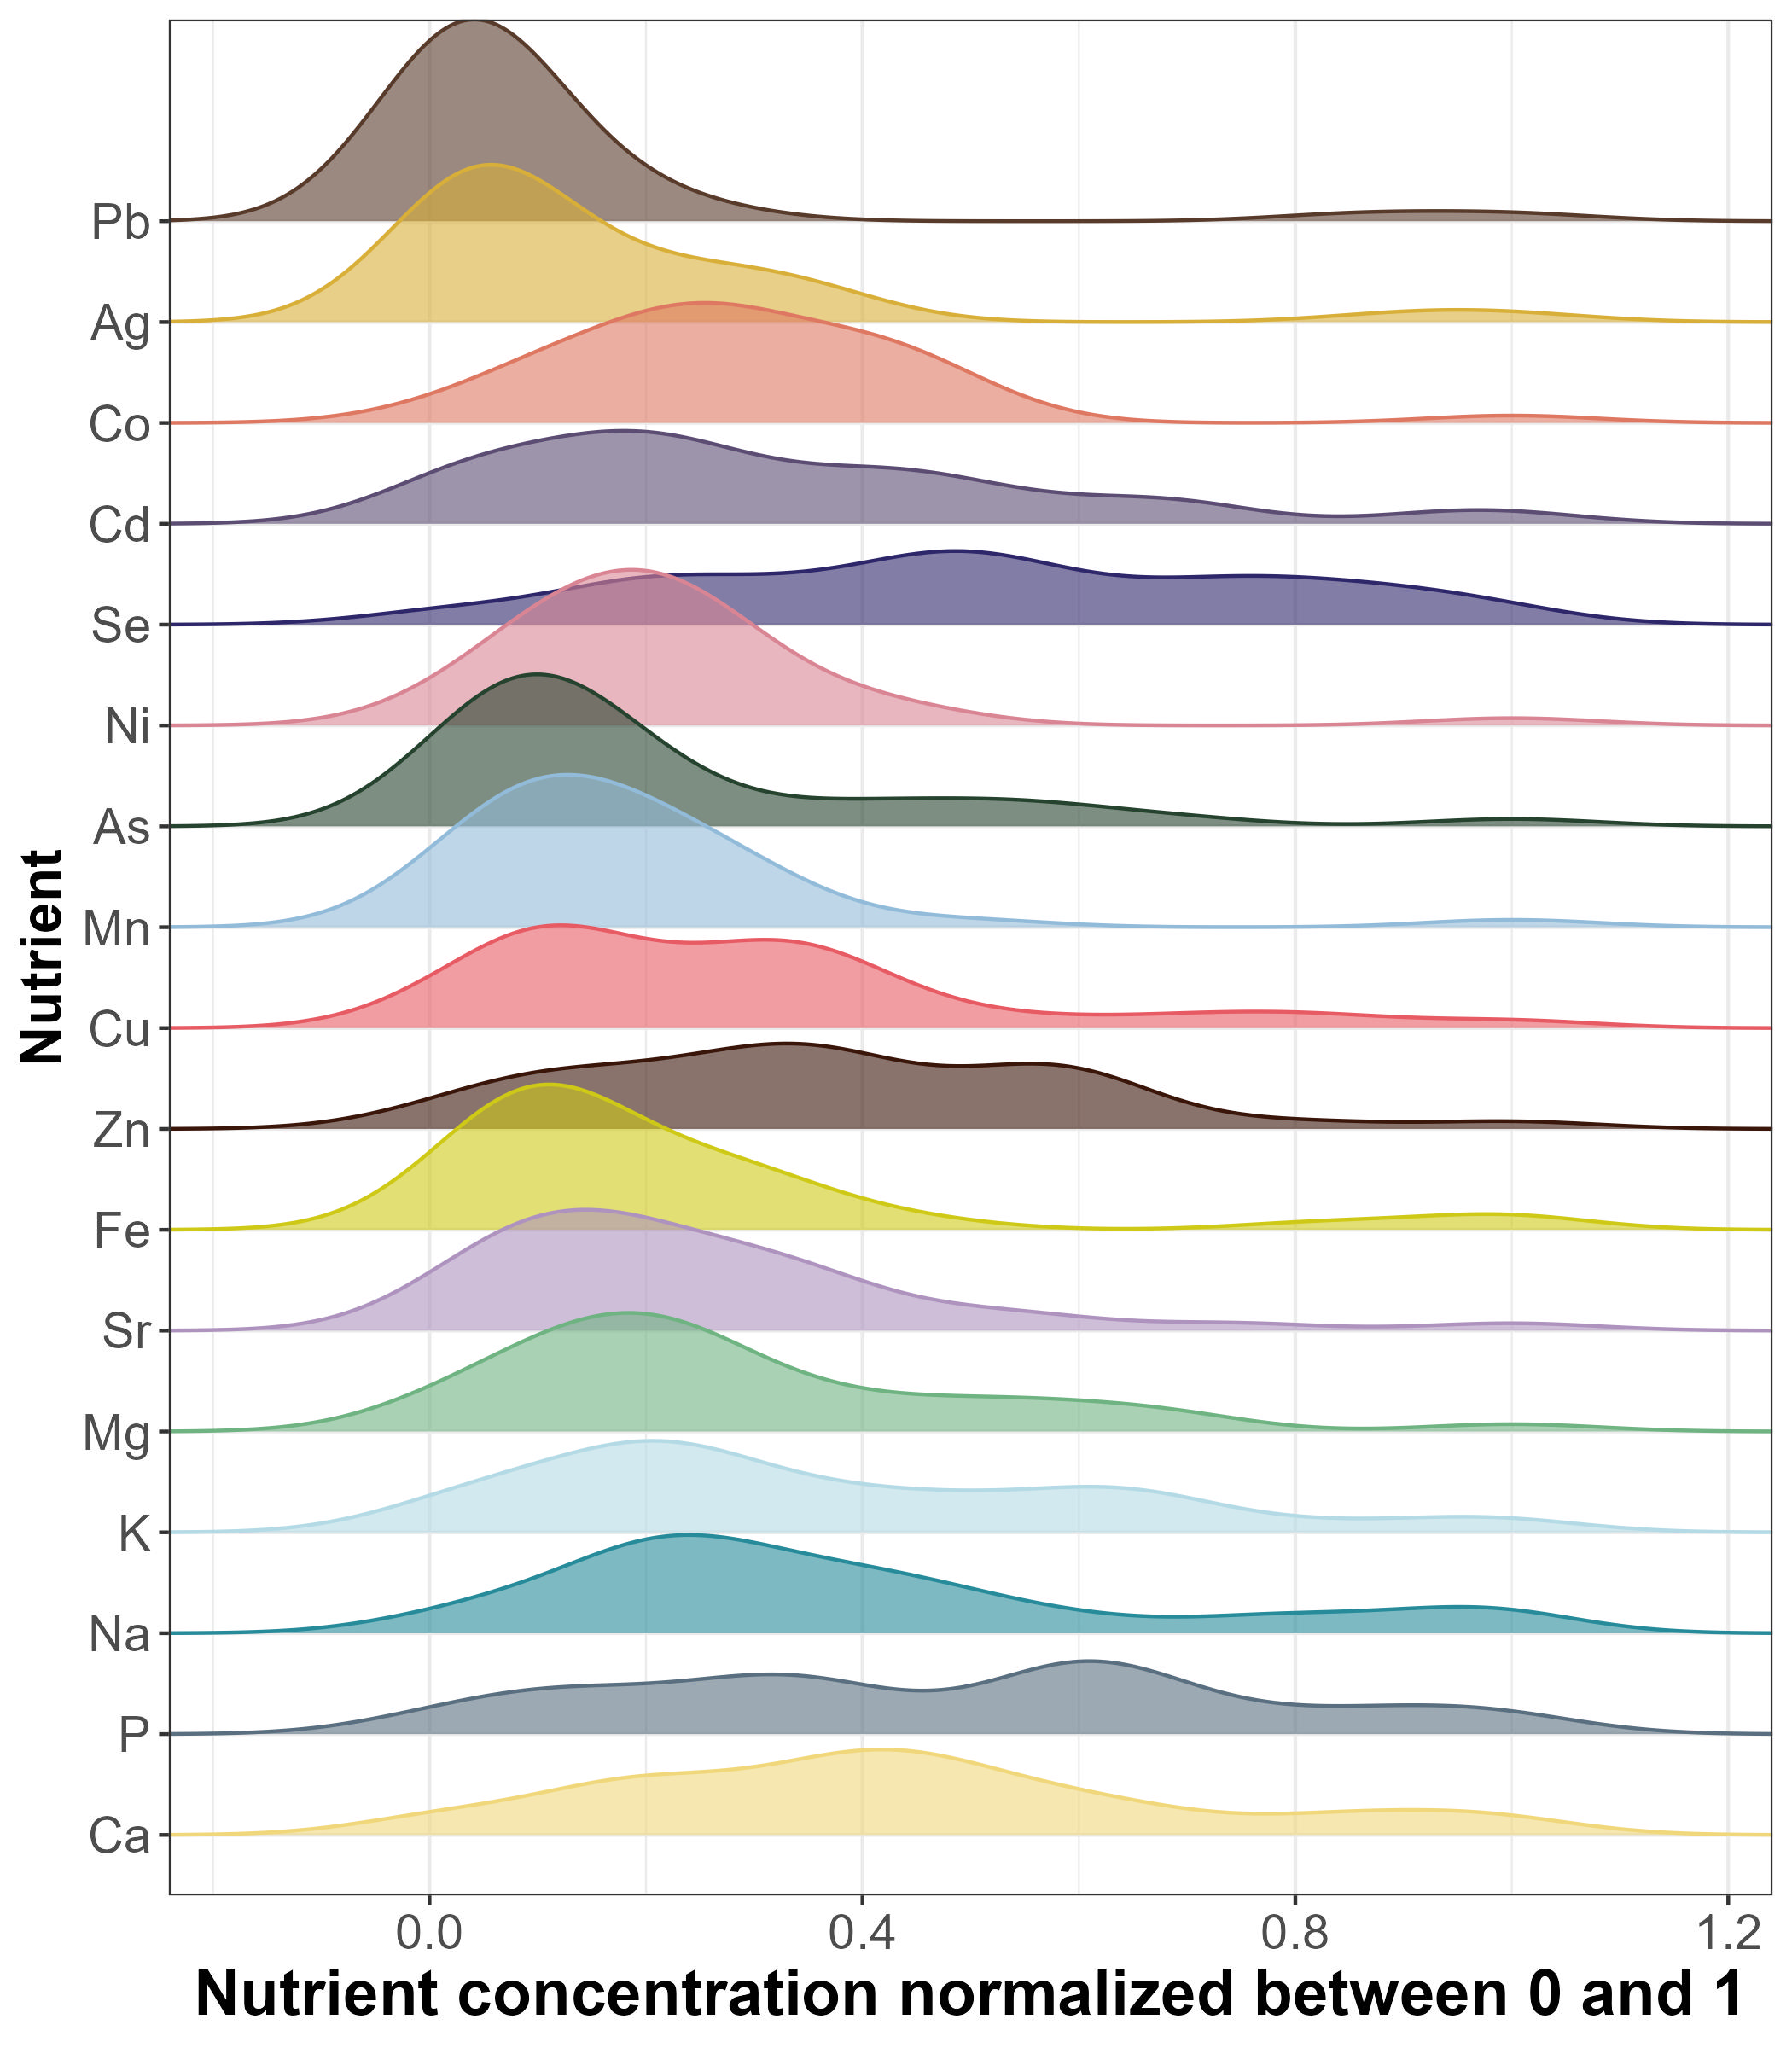 Pb
Ag
Co
Cd
Se
Ni
As
Mn
Cu
Zn
Fe
Sr
Mg
K
Na
P
Ca
Nutrient
0.0 0.4 0.8 1.2
Nutrient concentration normalized between 0 and 1